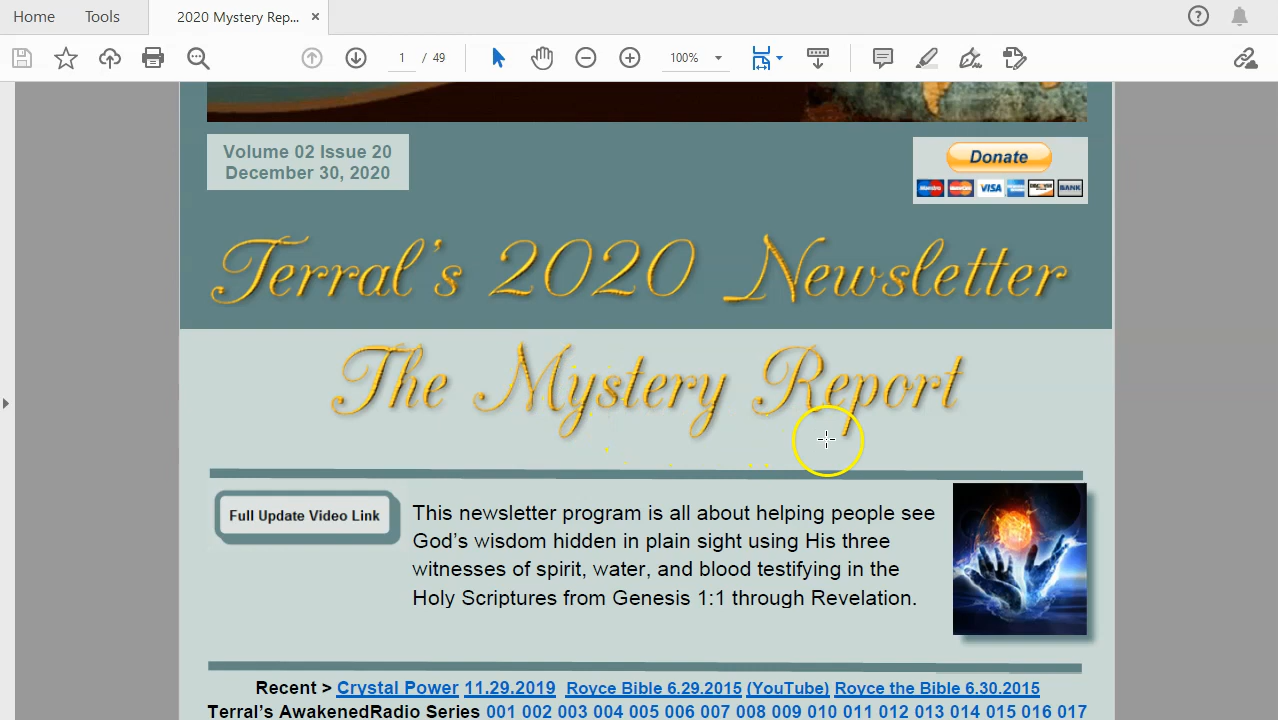 Home Tools 2020 Mystery Rep... ×
1 / 49 100%
Volume 02 Issue 20
December 30, 2020
Donate
Maestro MasterCard VISA DISCOVER BANK
Terral's 2020 Newsletter
The Mystery Report
Full Update Video Link
This newsletter program is all about helping people see
God's wisdom hidden in plain sight using His three
witnesses of spirit, water, and blood testifying in the
Holy Scriptures from Genesis 1:1 through Revelation.
Recent > Crystal Power 11.29.2019 Royce Bible 6.29.2015 (YouTube) Royce the Bible 6.30.2015
Terral's AwakenedRadio Series 001 002 003 004 005 006 007 008 009 010 011 012 013 014 015 016 017